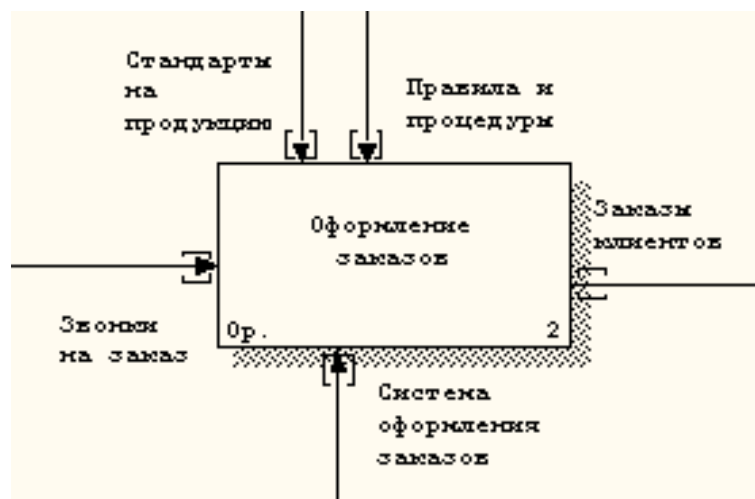 Стандарты
на
продукцию
Правила и
процедуры
Оформление
заказов
Заказы
клиентов
Звонки
на заказ
0р.
2
Система
оформления
заказов